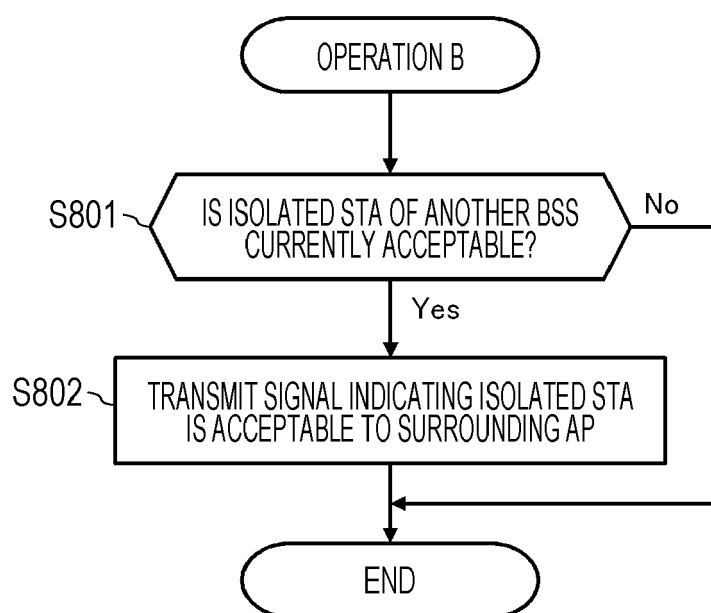 OPERATION B
S801
IS ISOLATED STA OF ANOTHER BSS
CURRENTLY ACCEPTABLE?
No
Yes
S802
TRANSMIT SIGNAL INDICATING ISOLATED STA
IS ACCEPTABLE TO SURROUNDING AP
END